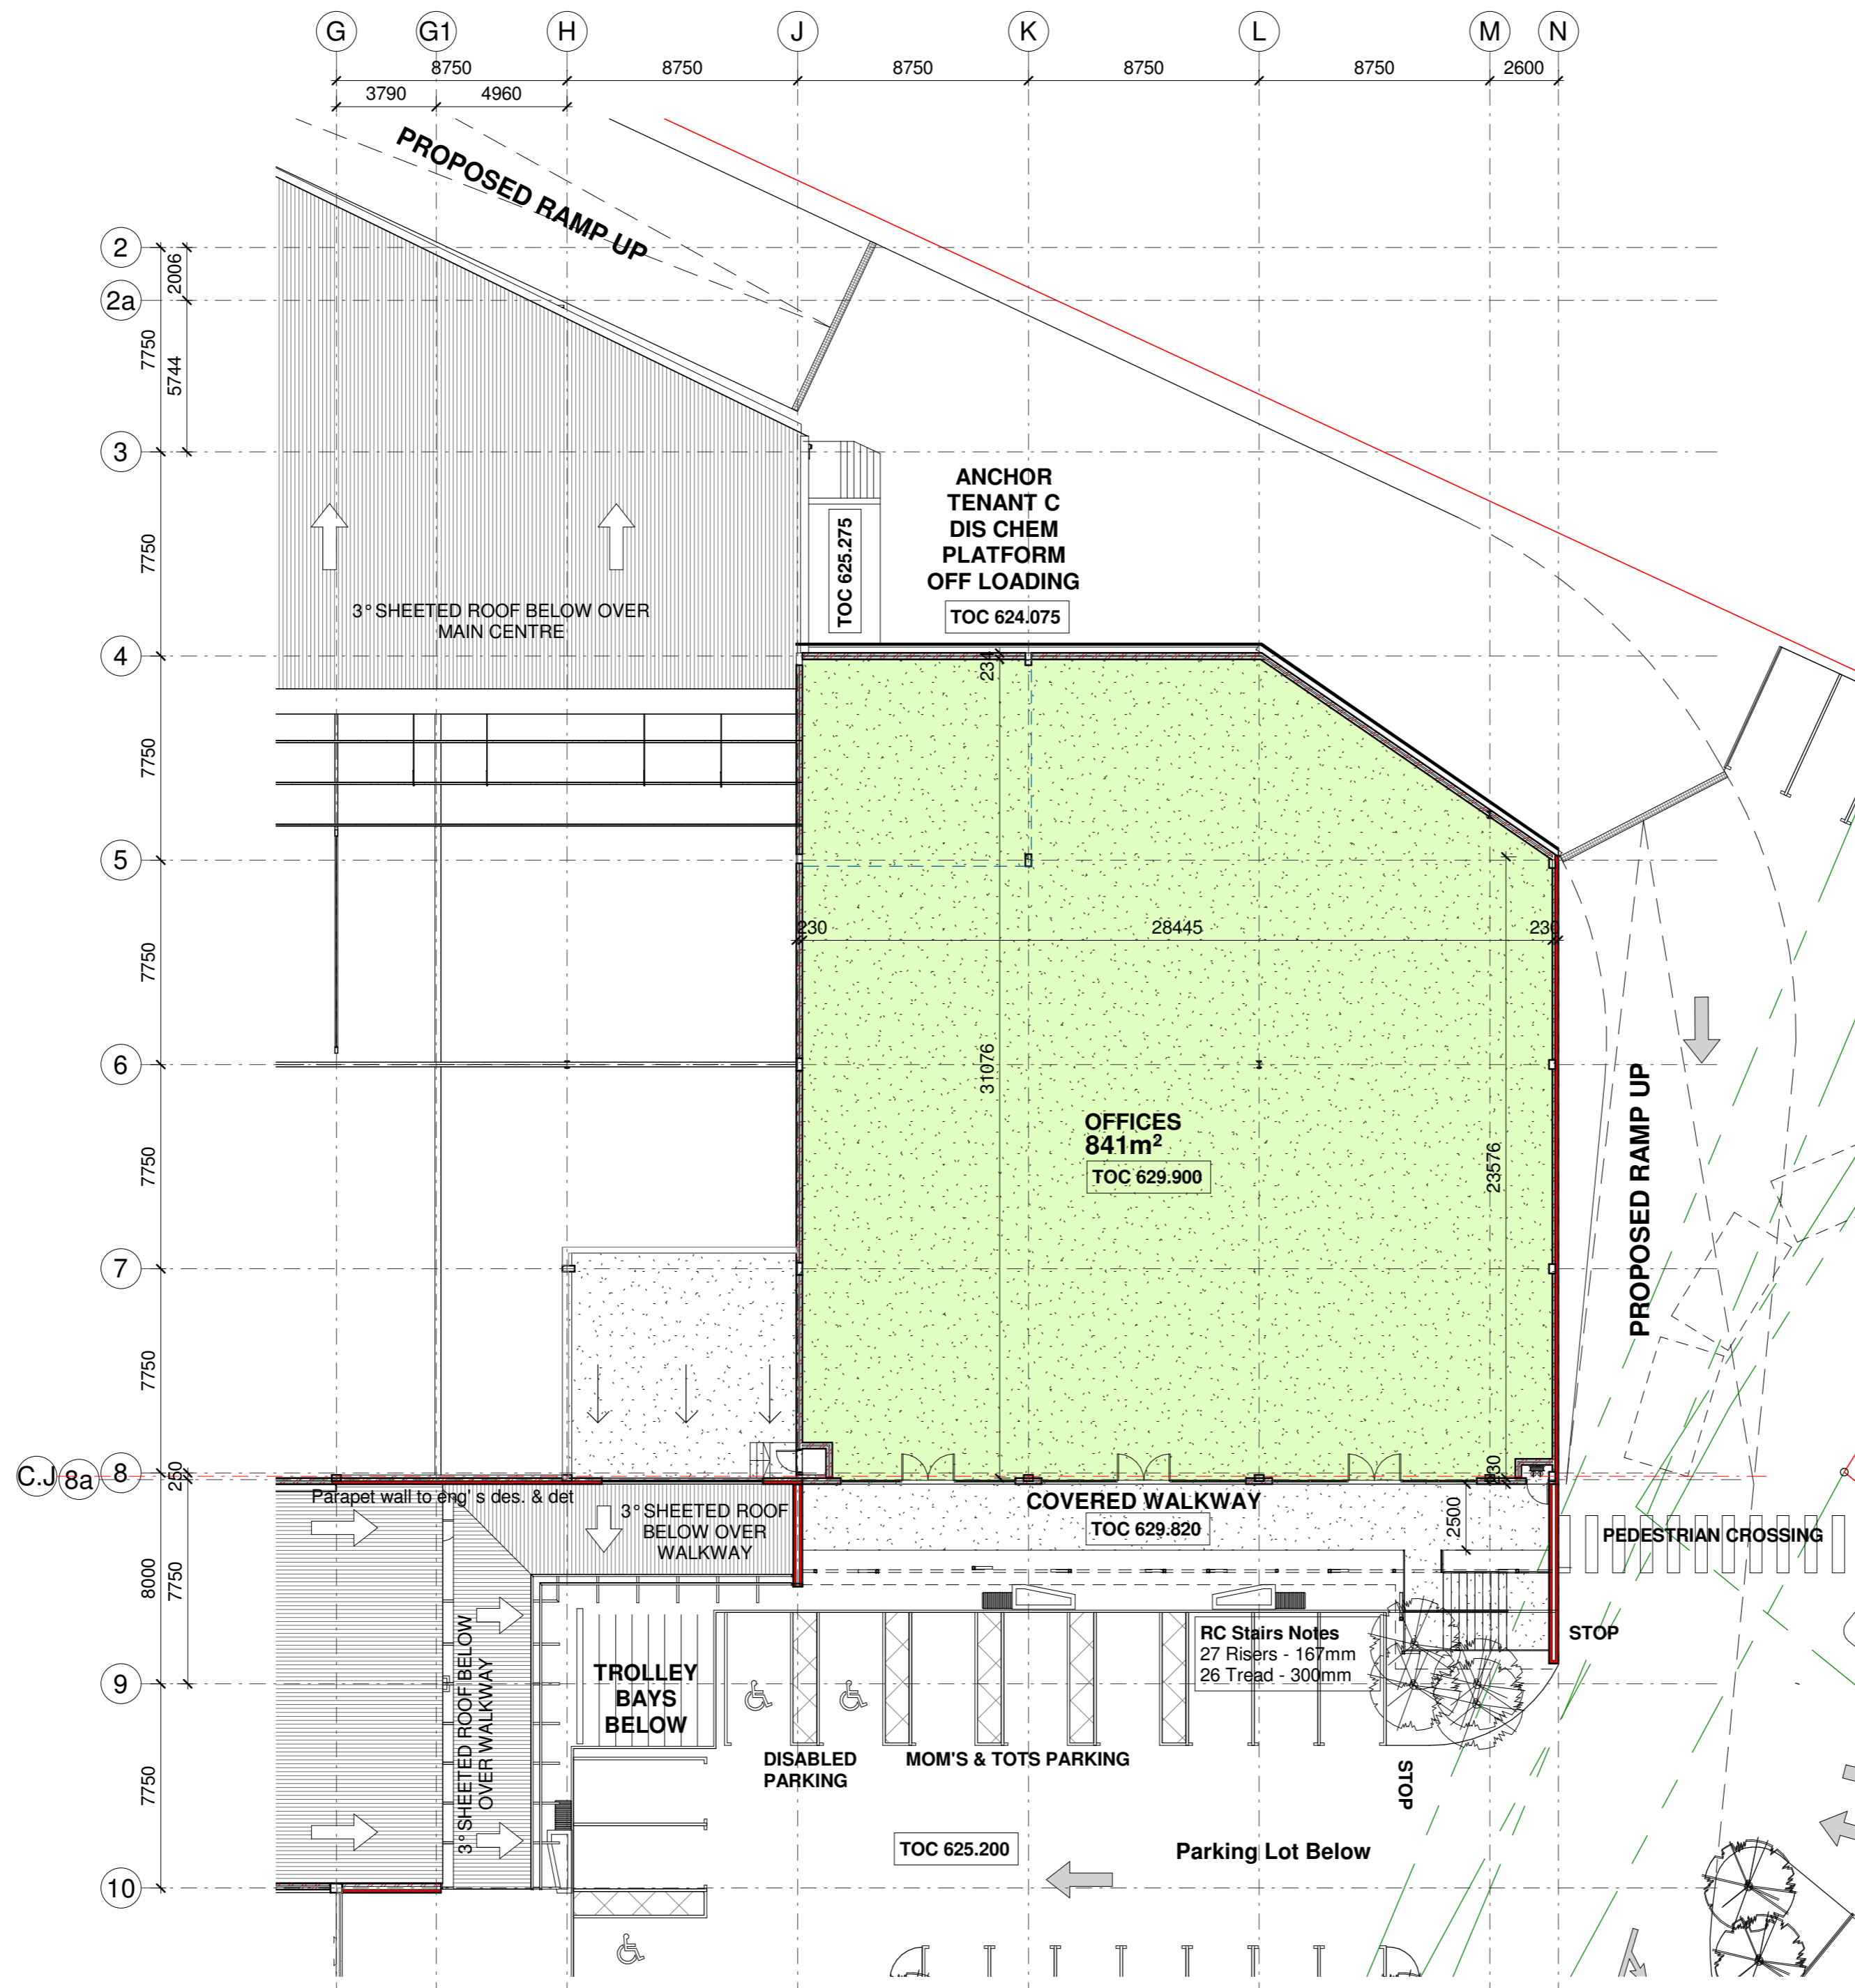 G G1 H J K L M N
8750 8750 8750 8750 8750 2600
3790 4960
PROPOSED RAMP UP
2
2006
2a
7750
5744
3
ANCHOR
TENANT C
DIS CHEM
PLATFORM
OFF LOADING
TOC 624.075
TOC 625.275
7750
3° SHEETED ROOF BELOW OVER
MAIN CENTRE
4
234
7750
5
230 28445 230
7750
6
31076
OFFICES
841m²
TOC 629.900
23576
PROPOSED RAMP UP
7750
7
7750
C.J 8a 8
250
230
Parapet wall to eng' s des. & det
3° SHEETED ROOF
BELOW OVER
WALKWAY
COVERED WALKWAY
TOC 629.820
2500
PEDESTRIAN CROSSING
8000
7750
3° SHEETED ROOF BELOW
OVER WALKWAY
TROLLEY
BAYS
BELOW
RC Stairs Notes
27 Risers - 167mm
26 Tread - 300mm
STOP
9
DISABLED
PARKING
MOM'S & TOTS PARKING
STOP
7750
TOC 625.200
Parking Lot Below
10